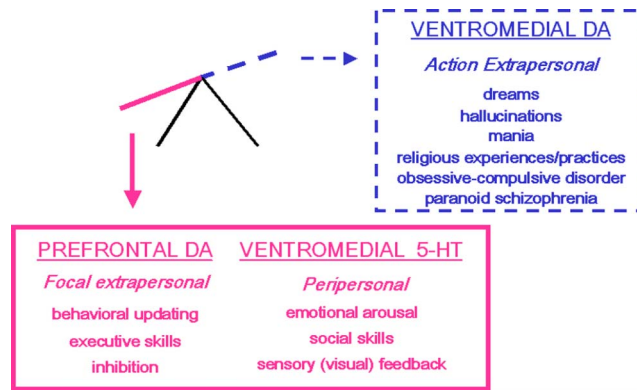 VENTROMEDIAL DA
Action Extrapersonal
dreams
hallucinations
mania
religious experiences/practices
obsessive-compulsive disorder
paranoid schizophrenia
PREFRONTAL DA
Focal extrapersonal
behavioral updating
executive skills
inhibition
VENTROMEDIAL 5-HT
Peripersonal
emotional arousal
social skills
sensory (visual) feedback